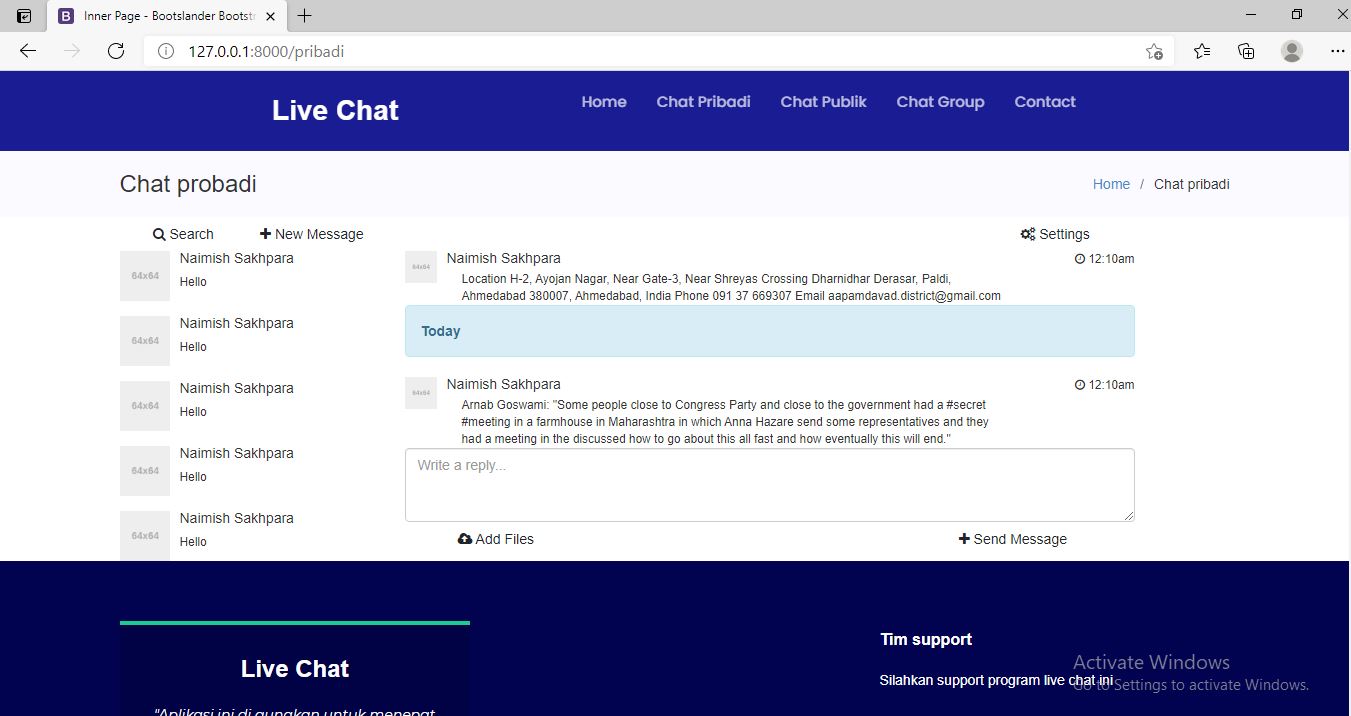 Inner Page - Bootslander Bootstr
127.0.0.1:8000/pribadi
Live Chat
Home Chat Pribadi Chat Publik Chat Group Contact
Chat probadi
Home / Chat pribadi
Search New Message Settings
64x64
Naimish Sakhpara
Hello
64x64
Naimish Sakhpara
Hello
64x64
Naimish Sakhpara
Hello
64x64
Naimish Sakhpara
Hello
64x64
Naimish Sakhpara
Hello
64x64
Naimish Sakhpara 12:10am
Location H-2, Ayojan Nagar, Near Gate-3, Near Shreyas Crossing Dharnidhar Derasar, Paldi,
Ahmedabad 380007, Ahmedabad, India Phone 091 37 669307 Email aapamdavad.district@gmail.com
Today
64x64
Naimish Sakhpara 12:10am
Arnab Goswami: "Some people close to Congress Party and close to the government had a #secret
#meeting in a farmhouse in Maharashtra in which Anna Hazare send some representatives and they
had a meeting in the discussed how to go about this all fast and how eventually this will end."
Write a reply...
Add Files Send Message
Live Chat
"Aplikasi ini di gunakan untuk menepat
Tim support
Silahkan support program live chat ini
Activate Windows
Go to Settings to activate Windows.